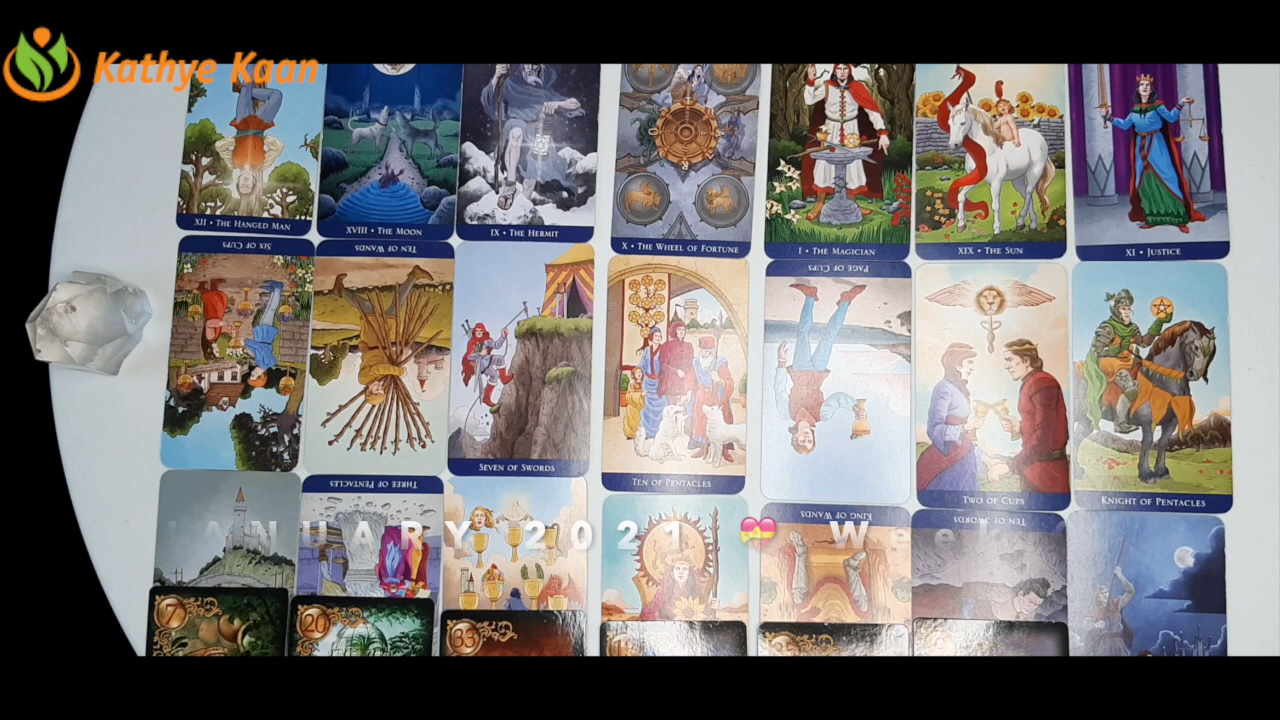 Kathye Kaan
XII • THE HANGED MAN
XVIII • THE MOON
IX • THE HERMIT
X • THE WHEEL OF FORTUNE
I • THE MAGICIAN
XIX • THE SUN
XI • JUSTICE
SIX OF CUPS
TEN OF WANDS
SEVEN OF SWORDS
TEN OF PENTACLES
PAGE OF CUPS
TWO OF CUPS
KNIGHT OF PENTACLES
THREE OF PENTACLES
KING OF WANDS
TEN OF SWORDS
JANUARY 2021 💝 Wee
7
20
33